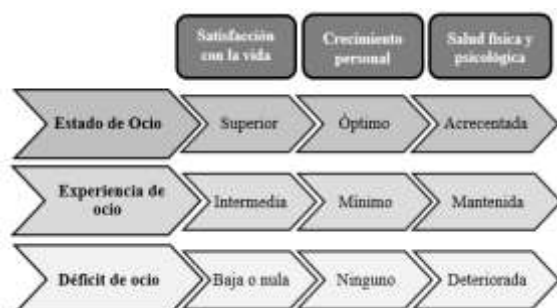 Satisfacción
con la vida
Crecimiento
personal
Salud física y
psicológica
Estado de Ocio
Superior
Óptimo
Acrecentada
Experiencia de
ocio
Intermedia
Mínimo
Mantenida
Déficit de ocio
Baja o nula
Ninguno
Deteriorada